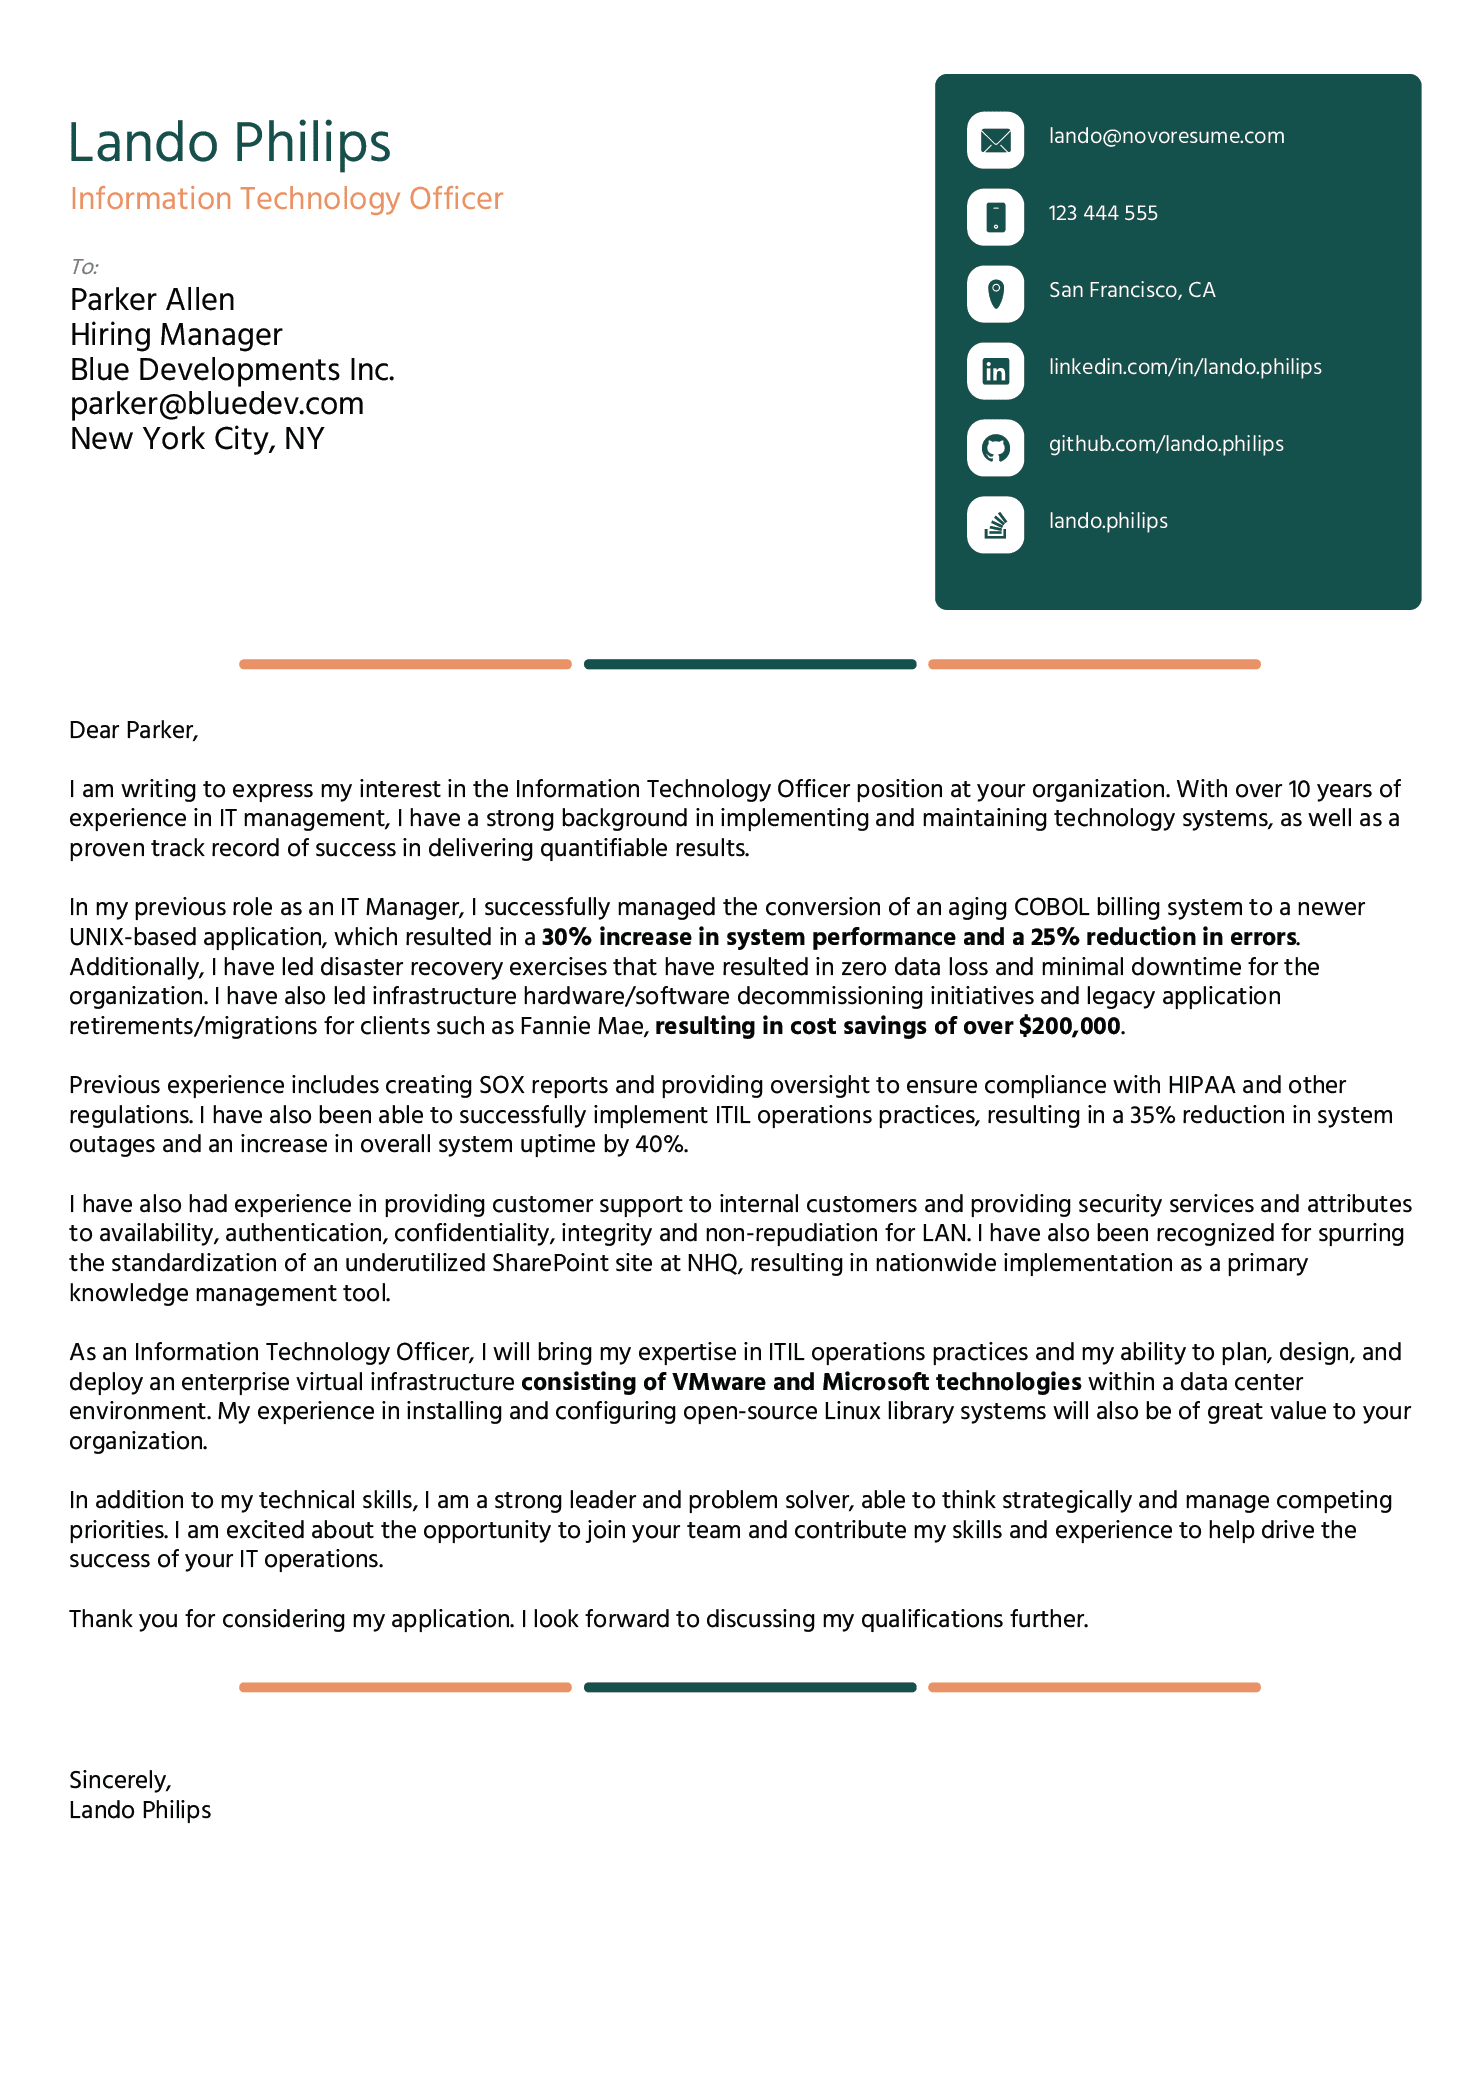 Lando Philips
Information Technology Officer
To:
Parker Allen
Hiring Manager
Blue Developments Inc.
parker@bluedev.com
New York City, NY
lando@novoresume.com
123 444 555
San Francisco, CA
in
linkedin.com/in/lando.philips
github.com/lando.philips
lando.philips
Dear Parker,
I am writing to express my interest in the Information Technology Officer position at your organization. With over 10 years of
experience in IT management, I have a strong background in implementing and maintaining technology systems, as well as a
proven track record of success in delivering quantifiable results.
In my previous role as an IT Manager, I successfully managed the conversion of an aging COBOL billing system to a newer
UNIX-based application, which resulted in a 30% increase in system performance and a 25% reduction in errors.
Additionally, I have led disaster recovery exercises that have resulted in zero data loss and minimal downtime for the
organization. I have also led infrastructure hardware/software decommissioning initiatives and legacy application
retirements/migrations for clients such as Fannie Mae, resulting in cost savings of over $200,000.
Previous experience includes creating SOX reports and providing oversight to ensure compliance with HIPAA and other
regulations. I have also been able to successfully implement ITIL operations practices, resulting in a 35% reduction in system
outages and an increase in overall system uptime by 40%.
I have also had experience in providing customer support to internal customers and providing security services and attributes
to availability, authentication, confidentiality, integrity and non-repudiation for LAN. I have also been recognized for spurring
the standardization of an underutilized SharePoint site at NHQ, resulting in nationwide implementation as a primary
knowledge management tool.
As an Information Technology Officer, I will bring my expertise in ITIL operations practices and my ability to plan, design, and
deploy an enterprise virtual infrastructure consisting of VMware and Microsoft technologies within a data center
environment. My experience in installing and configuring open-source Linux library systems will also be of great value to your
organization.
In addition to my technical skills, I am a strong leader and problem solver, able to think strategically and manage competing
priorities. I am excited about the opportunity to join your team and contribute my skills and experience to help drive the
success of your IT operations.
Thank you for considering my application. I look forward to discussing my qualifications further.
Sincerely,
Lando Philips